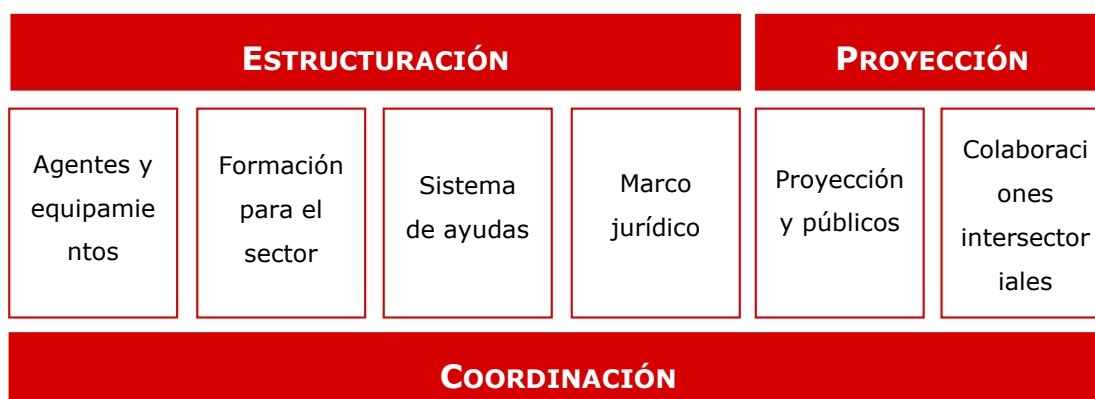 ESTRUCTURACIÓN
PROYECCIÓN
Agentes y
equipamie
ntos
Formación
para el
sector
Sistema
de ayudas
Marco
jurídico
Proyección
y públicos
Colaboraci
ones
intersector
iales
COORDINACIÓN